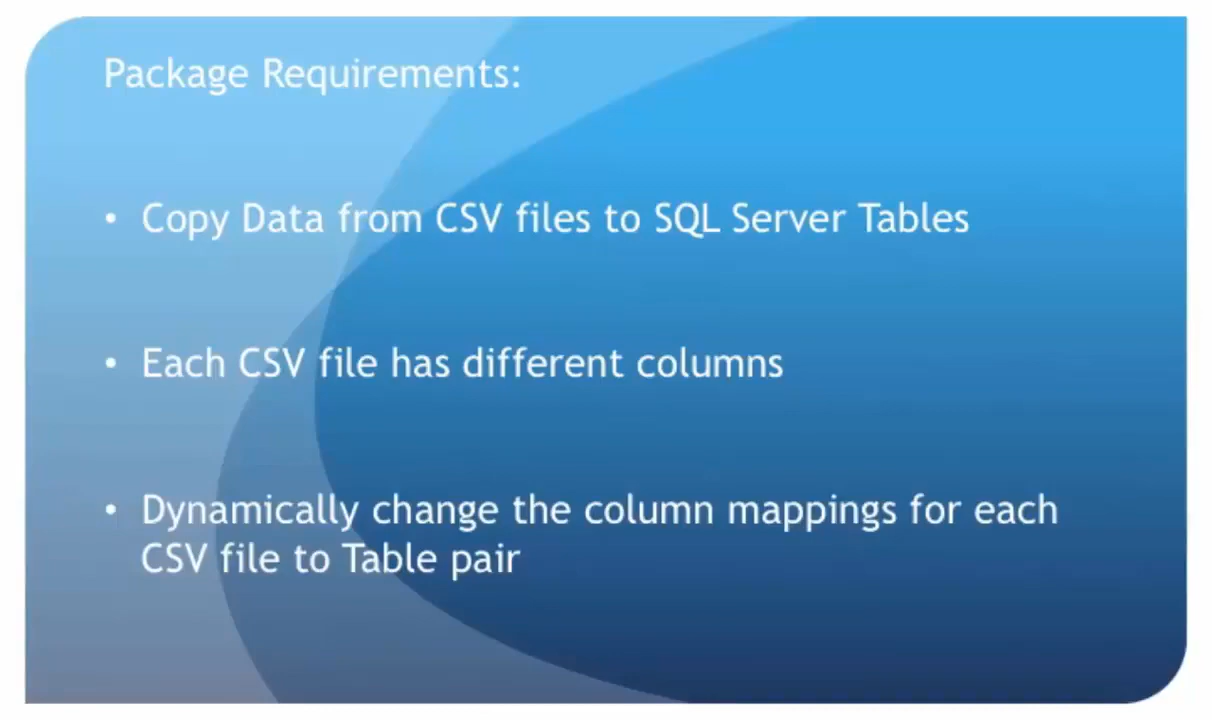 Package Requirements:
• Copy Data from CSV files to SQL Server Tables
• Each CSV file has different columns
• Dynamically change the column mappings for each
CSV file to Table pair